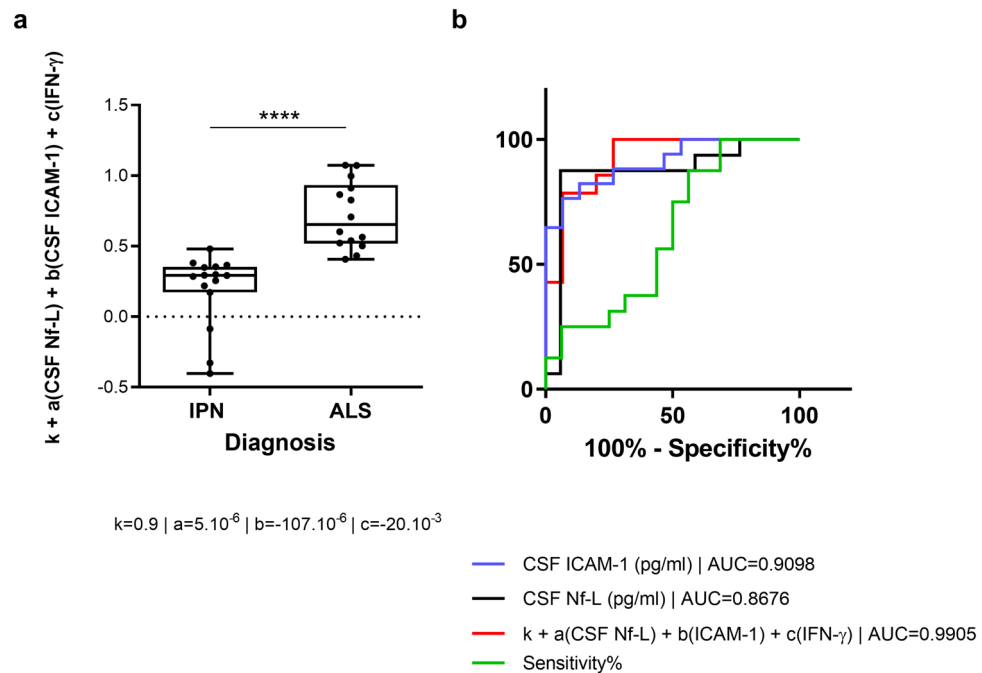 a
k + a(CSF Nf-L) + b(CSF ICAM-1) + c(IFN-γ)
1.5
1.0
0.5
0.0
-0.5
****
IPN
ALS
Diagnosis
k=0.9 | a=5.10⁻⁶ | b=-107.10⁻⁶ | c=-20.10⁻³
b
100
50
0
0
50
100
100% - Specificity%
CSF ICAM-1 (pg/ml) | AUC=0.9098
CSF Nf-L (pg/ml) | AUC=0.8676
k + a(CSF Nf-L) + b(ICAM-1) + c(IFN-γ) | AUC=0.9905
Sensitivity%